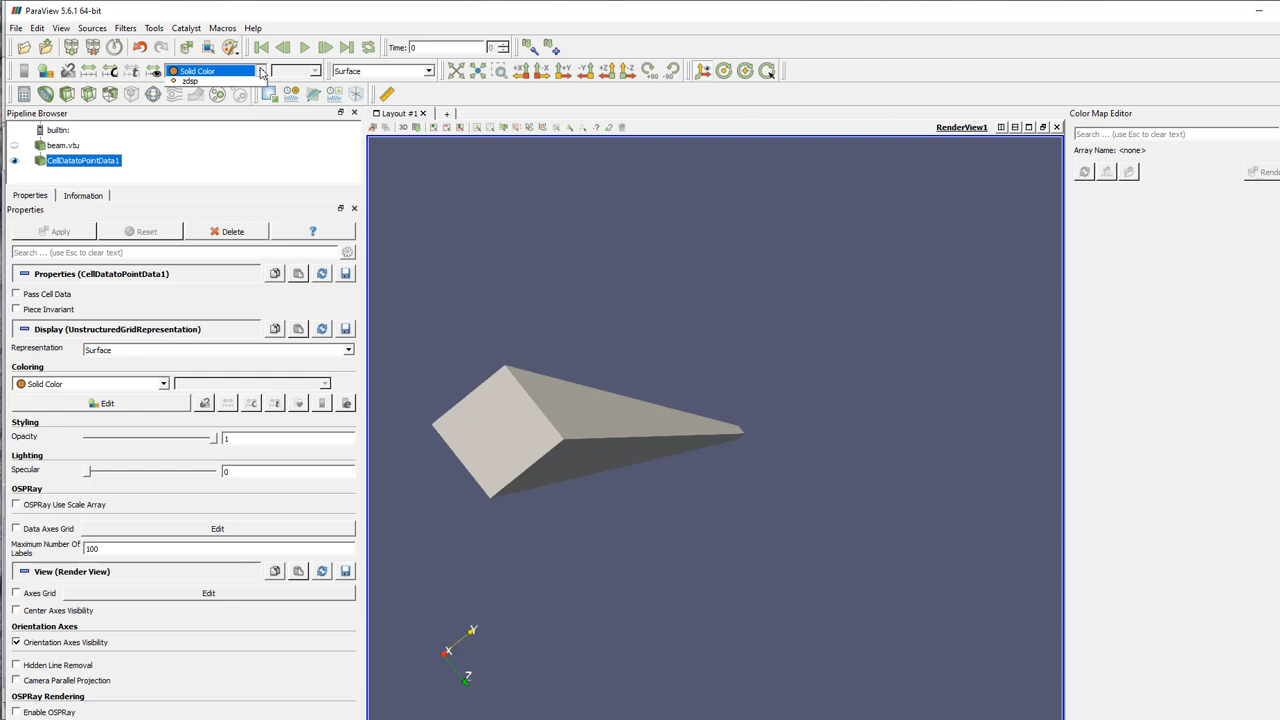 ParaView 5.6.1 64-bit
File Edit View Sources Filters Tools Catalyst Macros Help
Time: 0 0
Solid Color Surface
zdsp
Pipeline Browser
Layout #1
Color Map Editor
3D RenderView1
Search ... (use Esc to clear text)
builtin:
beam.vtu
Array Name: <none>
CellDatatoPointData1
Rende
Properties Information
Properties
Apply Reset Delete ?
Search ... (use Esc to clear text)
Properties (CellDatatoPointData1)
Pass Cell Data
Piece Invariant
Display (UnstructuredGridRepresentation)
Representation Surface
Coloring
Solid Color
Edit
Styling
Opacity 1
Lighting
Specular 0
OSPRay
OSPRay Use Scale Array
Data Axes Grid Edit
Maximum Number Of
Labels 100
View (Render View)
Axes Grid Edit
Center Axes Visibility
Orientation Axes
Orientation Axes Visibility
Hidden Line Removal
Camera Parallel Projection
OSPRay Rendering
Enable OSPRay
Y
X
Z